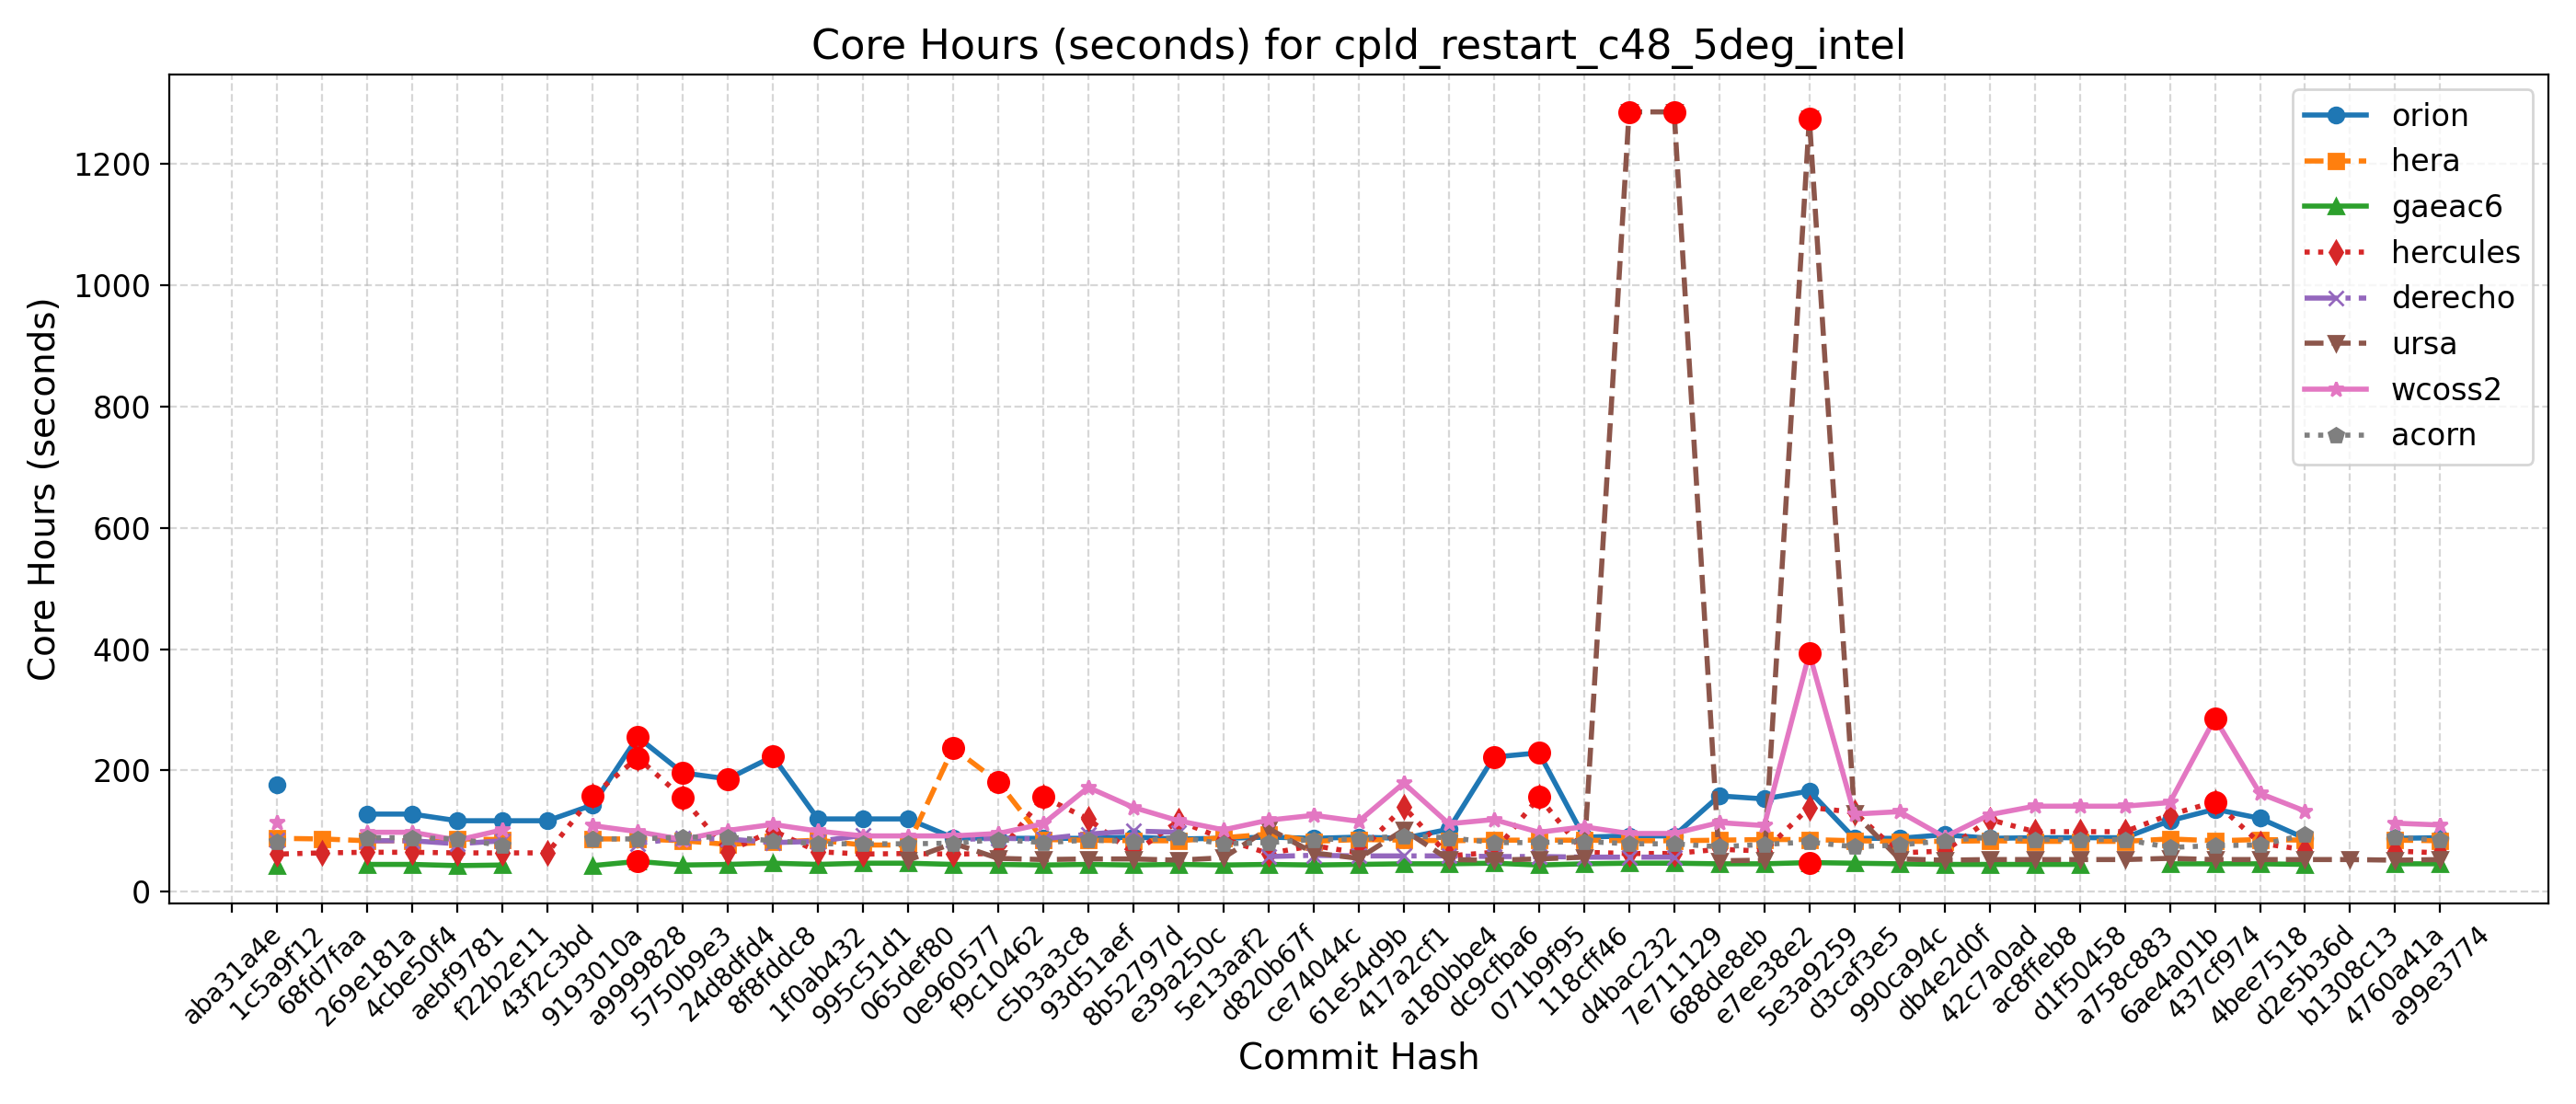 Core Hours (seconds) for cpld_restart_c48_5deg_intel
Core Hours (seconds)
1200
1000
800
600
400
200
0
orion
hera
gaeac6
hercules
derecho
ursa
wcoss2
acorn
aba31a4e
1c5a9f12
68fd7faa
269e181a
4cbe50f4
aebf9781
f22b2e11
43f2c3bd
9193010a
a9999828
5750b9e3
24d8dfd4
8f8fddc8
1f0ab432
995c51d1
065def80
0e960577
f9c10462
c5b3a3c8
93d51aef
8b52797d
e39a250c
5e13aaf2
d820b67f
ce74044c
61e54d9b
417a2cf1
a180bbe4
dc9cfba6
071b9f95
118cff46
d4bac232
7e711129
688de8eb
e7ee38e2
5e3a9259
d3caf3e5
990ca94c
db4e2d0f
42c7a0ad
ac8ffeb8
d1f50458
a758c883
6ae4a01b
437cf974
4bee7518
d2e5b36d
b1308c13
4760a41a
a99e3774
Commit Hash